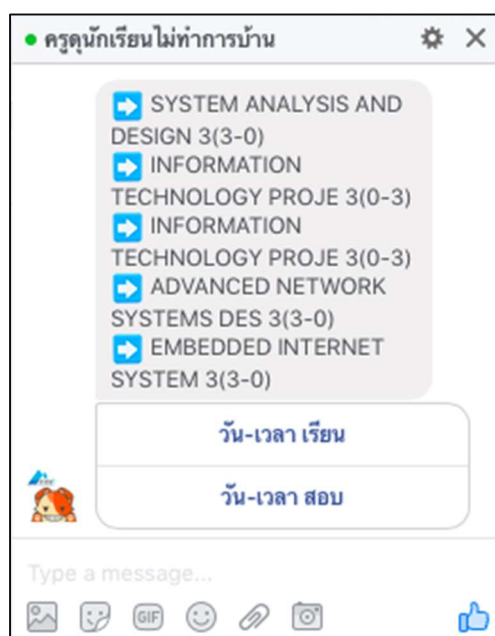 ครูดุนักเรียนไม่ทำการบ้าน
➡ SYSTEM ANALYSIS AND
DESIGN 3(3-0)
➡ INFORMATION
TECHNOLOGY PROJE 3(0-3)
➡ INFORMATION
TECHNOLOGY PROJE 3(0-3)
➡ ADVANCED NETWORK
SYSTEMS DES 3(3-0)
➡ EMBEDDED INTERNET
SYSTEM 3(3-0)
วัน-เวลา เรียน
วัน-เวลา สอบ
Type a message...
GIF